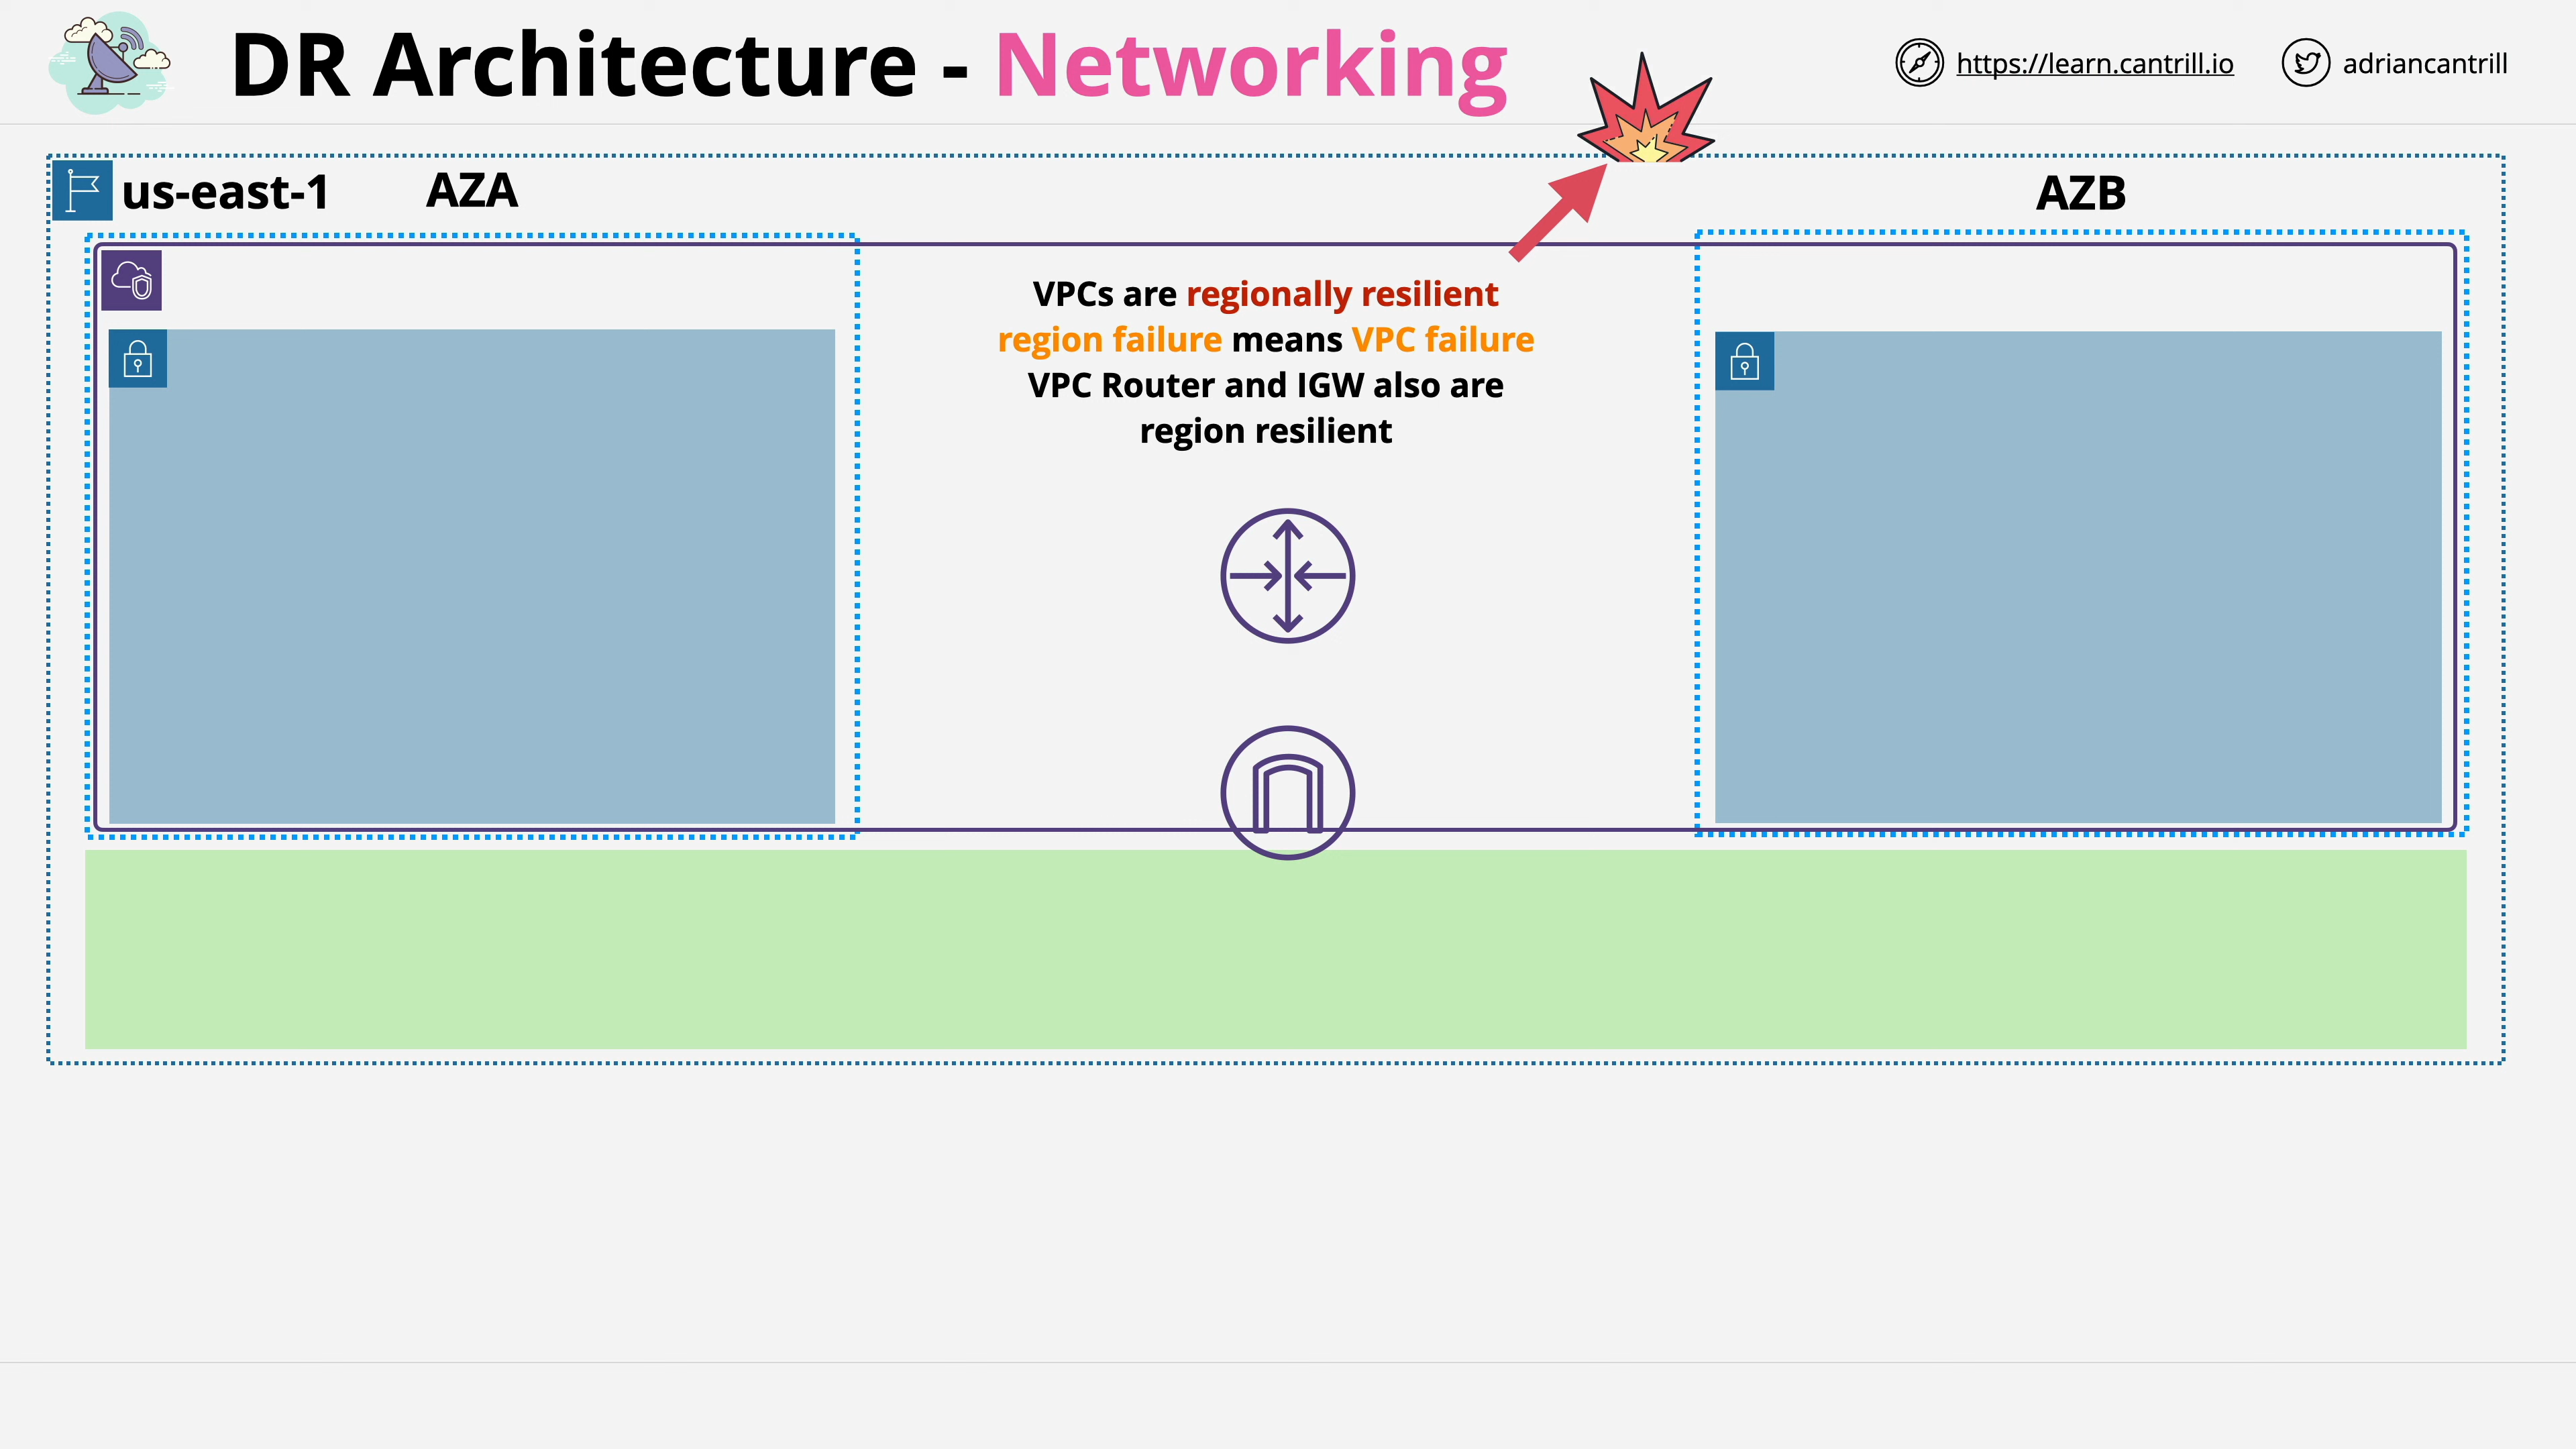 DR Architecture - Networking
https://learn.cantrill.io
adriancantrill
us-east-1
AZA
AZB
VPCs are regionally resilient
region failure means VPC failure
VPC Router and IGW also are
region resilient